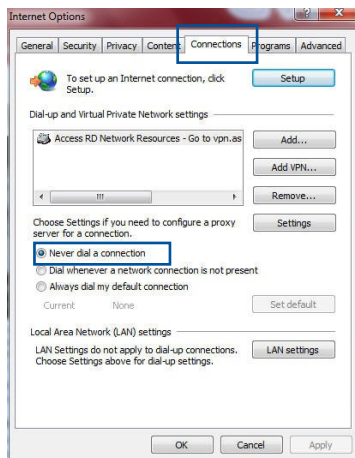 Internet Options
General Security Privacy Content Connections Programs Advanced
To set up an Internet connection, click
Setup.
Setup
Dial-up and Virtual Private Network settings
Access RD Network Resources - Go to vpn.as
Add...
Add VPN...
Remove...
Choose Settings if you need to configure a proxy
server for a connection.
Settings
Never dial a connection
Dial whenever a network connection is not present
Always dial my default connection
Current None
Set default
Local Area Network (LAN) settings
LAN Settings do not apply to dial-up connections.
Choose Settings above for dial-up settings.
LAN settings
OK Cancel Apply